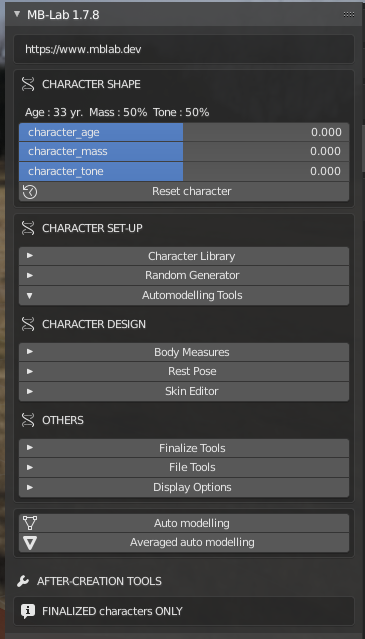 MB-Lab 1.7.8
https://www.mblab.dev
CHARACTER SHAPE
Age : 33 yr. Mass : 50% Tone : 50%
character_age 0.000
character_mass 0.000
character_tone 0.000
Reset character
CHARACTER SET-UP
Character Library
Random Generator
Automodelling Tools
CHARACTER DESIGN
Body Measures
Rest Pose
Skin Editor
OTHERS
Finalize Tools
File Tools
Display Options
Auto modelling
Averaged auto modelling
AFTER-CREATION TOOLS
FINALIZED characters ONLY